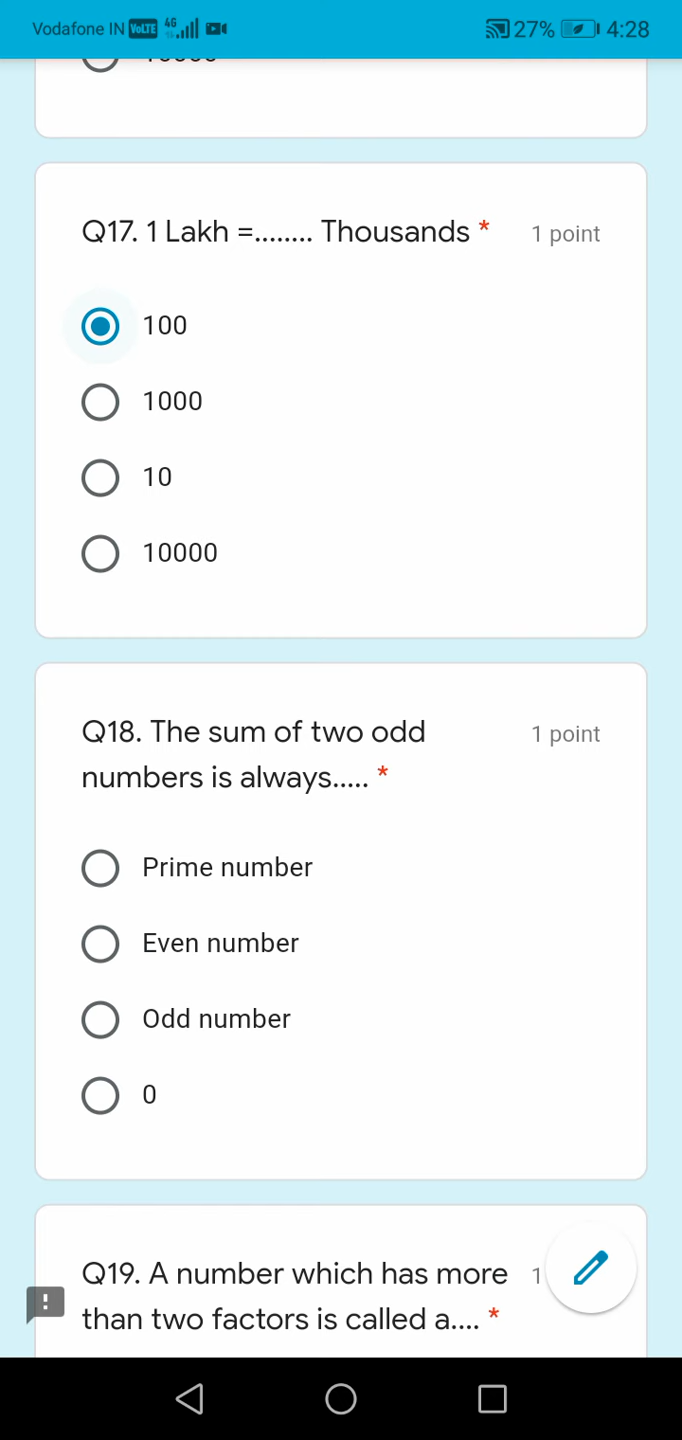 Vodafone IN VoLTE 4G 27% 4:28
Q17. 1 Lakh =........ Thousands * 1 point
100
1000
10
10000
Q18. The sum of two odd 1 point
numbers is always..... *
Prime number
Even number
Odd number
0
Q19. A number which has more 1
than two factors is called a.... *